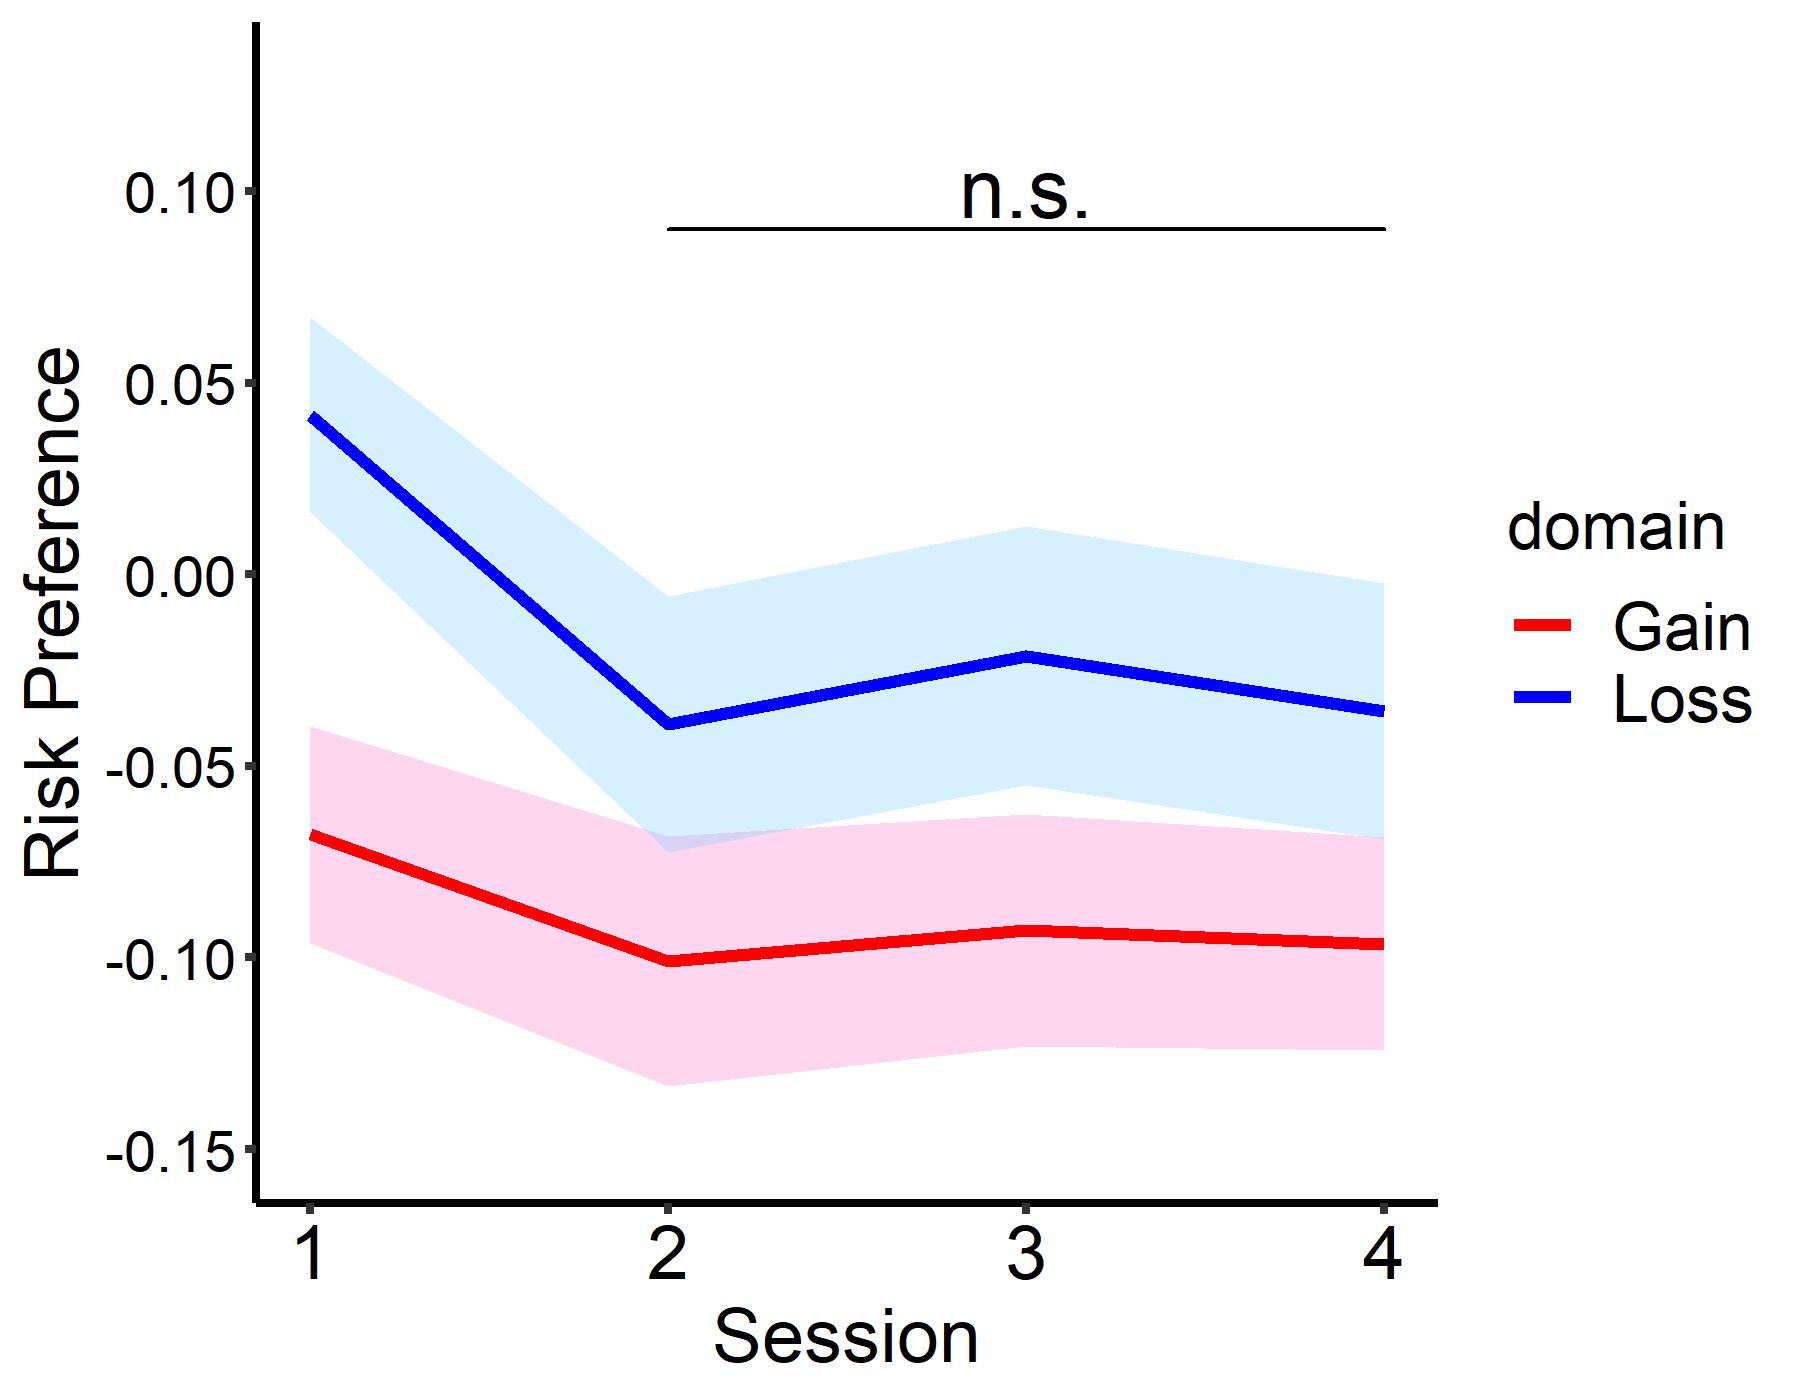 n.s.
0.10
0.05
0.00
-0.05
-0.10
-0.15
Risk Preference
1 2 3 4
Session
domain
Gain
Loss